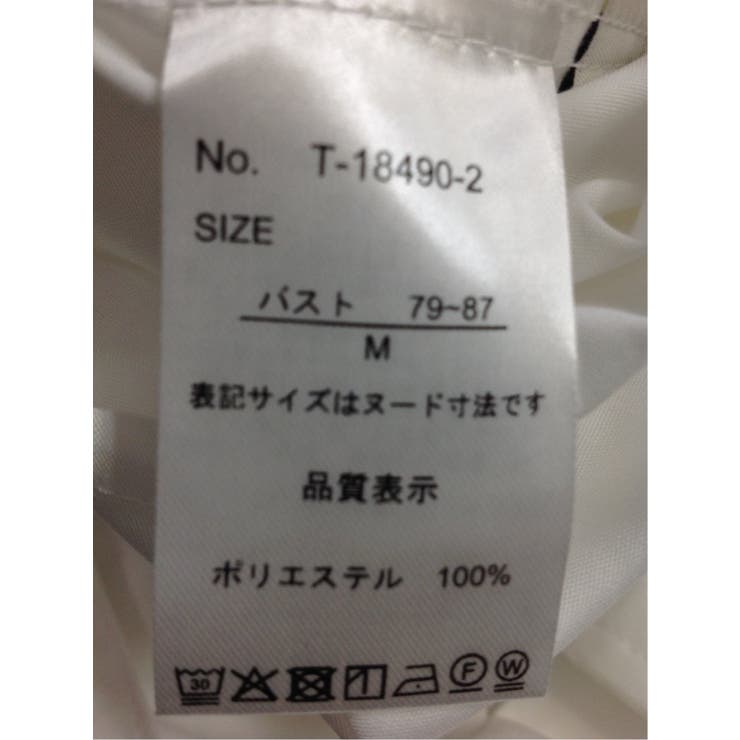 No. T-18490-2
SIZE
バスト 79~87
M
表記サイズはヌード寸法です
品質表示
ポリエステル 100%
30 F W